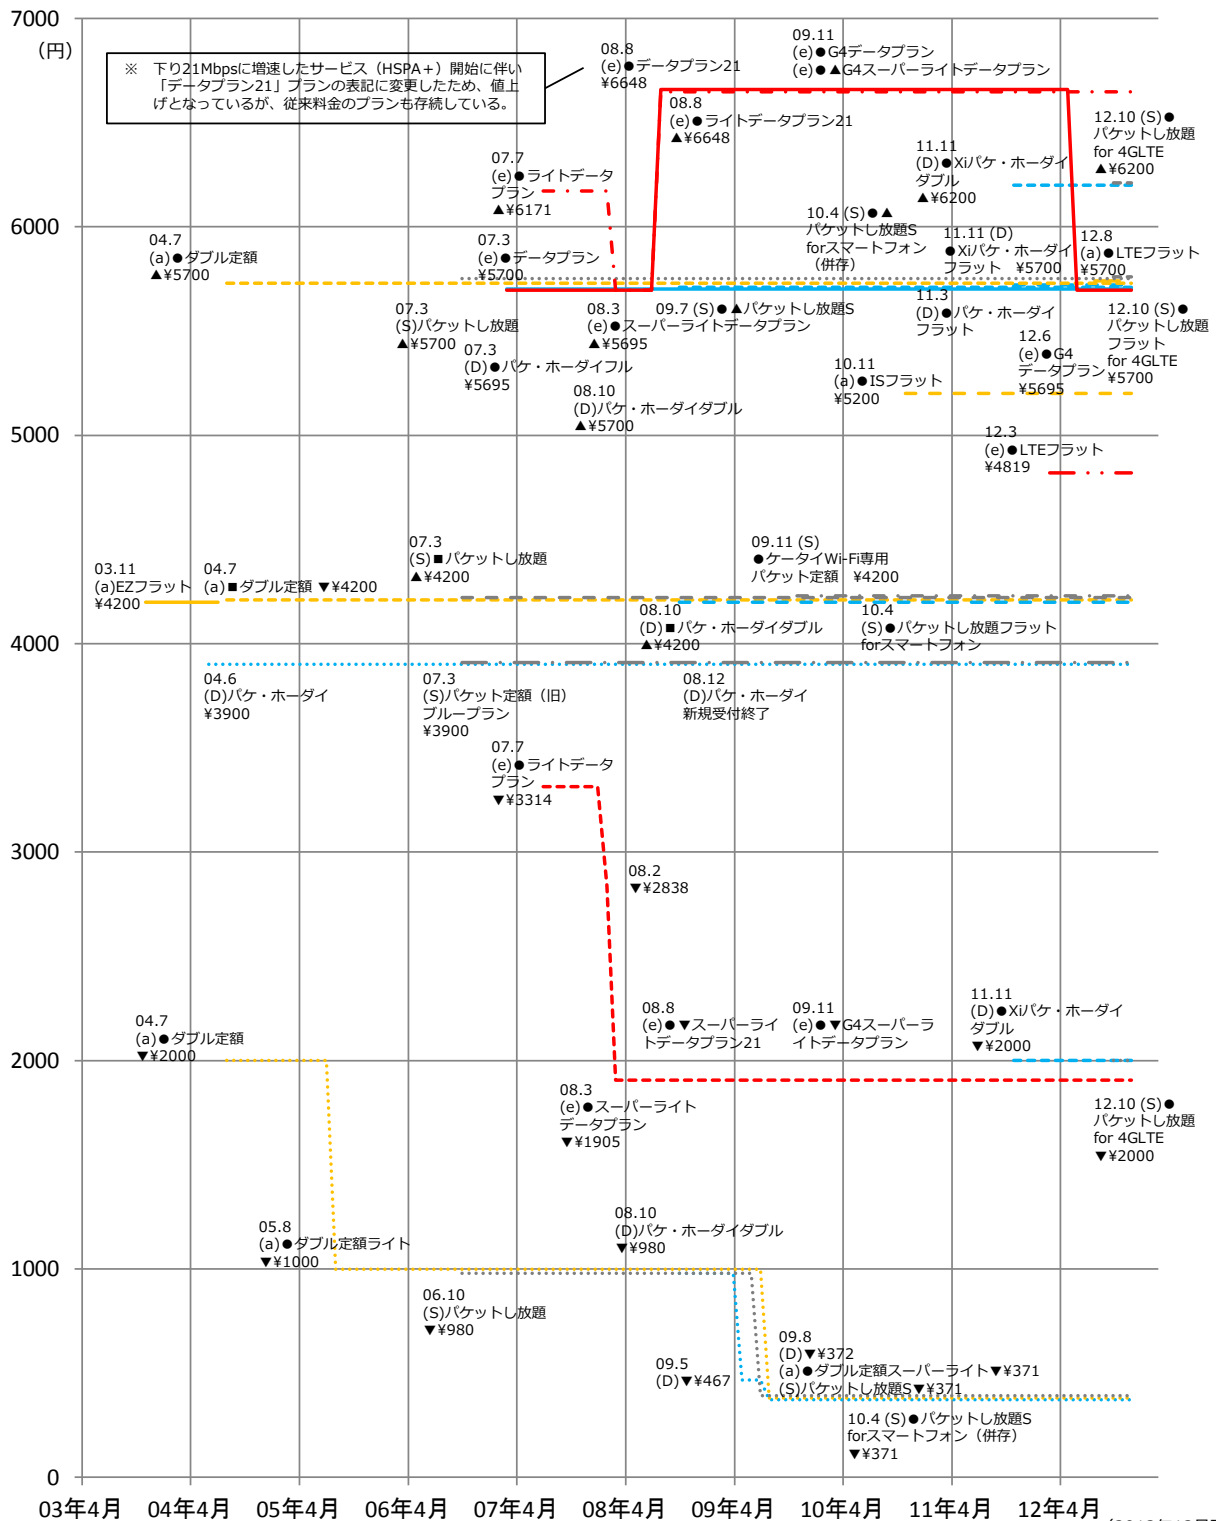 7000
(円)
※ 下り21Mbpsに増速したサービス（HSPA＋）開始に伴い
「データプラン21」プランの表記に変更したため、値上
げとなっているが、従来料金のプランも存続している。
08.8
(e)●データプラン21
¥6648
09.11
(e)●G4データプラン
(e)●▲G4スーパーライトデータプラン
08.8
(e)●ライトデータプラン21
▲¥6648
12.10 (S)●
パケットし放題
for 4GLTE
▲¥6200
11.11
(D)●Xiパケ・ホーダイ
ダブル
▲¥6200
07.7
(e)●ライトデータ
プラン
▲¥6171
10.4 (S)●▲
パケットし放題S
forスマートフォン
（併存）
6000
04.7
(a)●ダブル定額
▲¥5700
07.3
(e)●データプラン
¥5700
11.11 (D)
●Xiパケ・ホーダイ
フラット ¥5700
12.8
(a)●LTEフラット
¥5700
07.3
(S)パケットし放題
▲¥5700
07.3
(D)●パケ・ホーダイフル
¥5695
08.3
(e)●スーパーライトデータプラン
▲¥5695
09.7 (S)●▲パケットし放題S
11.3
(D)●パケ・ホーダイ
フラット
12.10 (S)●
パケットし放題
フラット
for 4GLTE
¥5700
12.6
(e)●G4
データプラン
¥5695
10.11
(a)●ISフラット
¥5200
08.10
(D)パケ・ホーダイダブル
▲¥5700
5000
12.3
(e)●LTEフラット
¥4819
03.11
(a)EZフラット
¥4200
04.7
(a)■ダブル定額 ▼¥4200
07.3
(S)■パケットし放題
▲¥4200
09.11 (S)
●ケータイWi-Fi専用
パケット定額 ¥4200
08.10
(D)■パケ・ホーダイダブル
▲¥4200
10.4
(S)●パケットし放題フラット
forスマートフォン
4000
04.6
(D)パケ・ホーダイ
¥3900
07.3
(S)パケット定額（旧）
ブループラン
¥3900
08.12
(D)パケ・ホーダイ
新規受付終了
07.7
(e)●ライトデータ
プラン
▼¥3314
3000
08.2
▼¥2838
04.7
(a)●ダブル定額
▼¥2000
08.8
(e)●▼スーパーライ
トデータプラン21
09.11
(e)●▼G4スーパーラ
イトデータプラン
11.11
(D)●Xiパケ・ホーダイ
ダブル
▼¥2000
2000
08.3
(e)●スーパーライト
データプラン
▼¥1905
12.10 (S)●
パケットし放題
for 4GLTE
▼¥2000
05.8
(a)●ダブル定額ライト
▼¥1000
08.10
(D)パケ・ホーダイダブル
▼¥980
1000
06.10
(S)パケットし放題
▼¥980
09.5
(D)▼¥467
09.8
(D)▼¥372
(a)●ダブル定額スーパーライト▼¥371
(S)パケットし放題S▼¥371
10.4 (S)●パケットし放題S
forスマートフォン（併存）
▼¥371
0
03年4月 04年4月 05年4月 06年4月 07年4月 08年4月 09年4月 10年4月 11年4月 12年4月